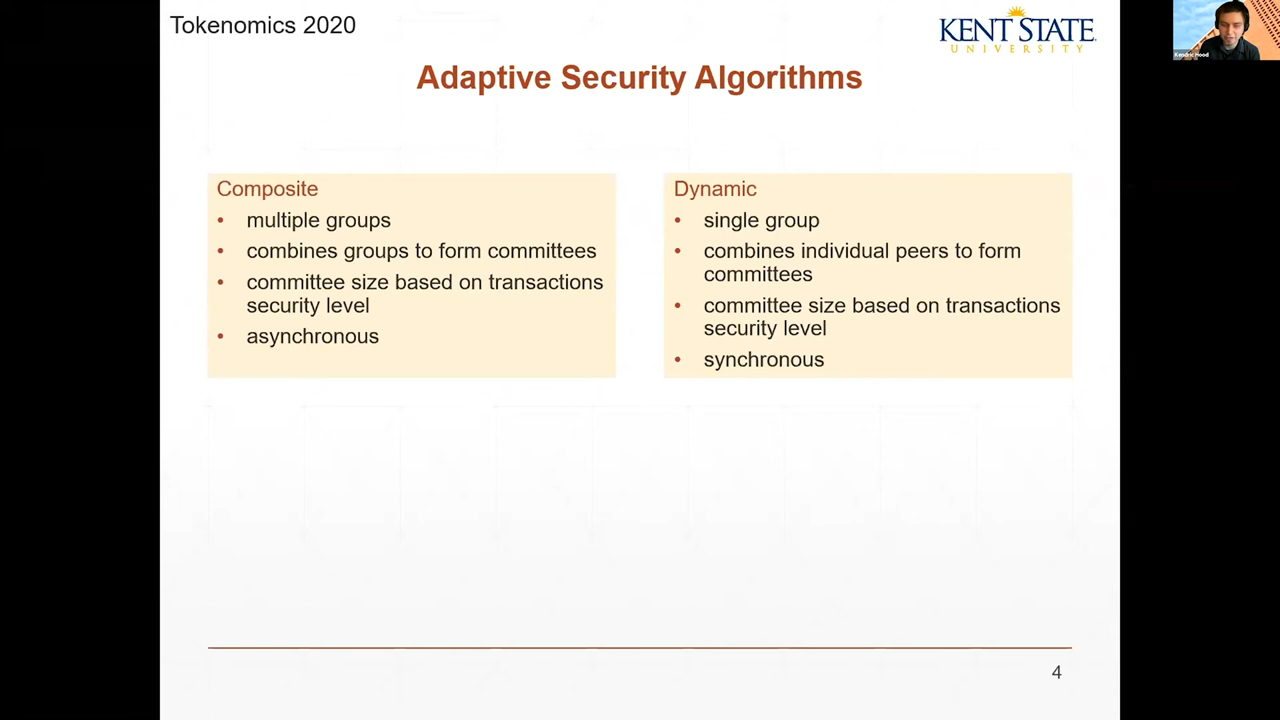 Tokenomics 2020
KENT STATE
UNIVERSITY
Kendric Hood
Adaptive Security Algorithms
Composite
• multiple groups
• combines groups to form committees
• committee size based on transactions
security level
• asynchronous
Dynamic
• single group
• combines individual peers to form
committees
• committee size based on transactions
security level
• synchronous
4